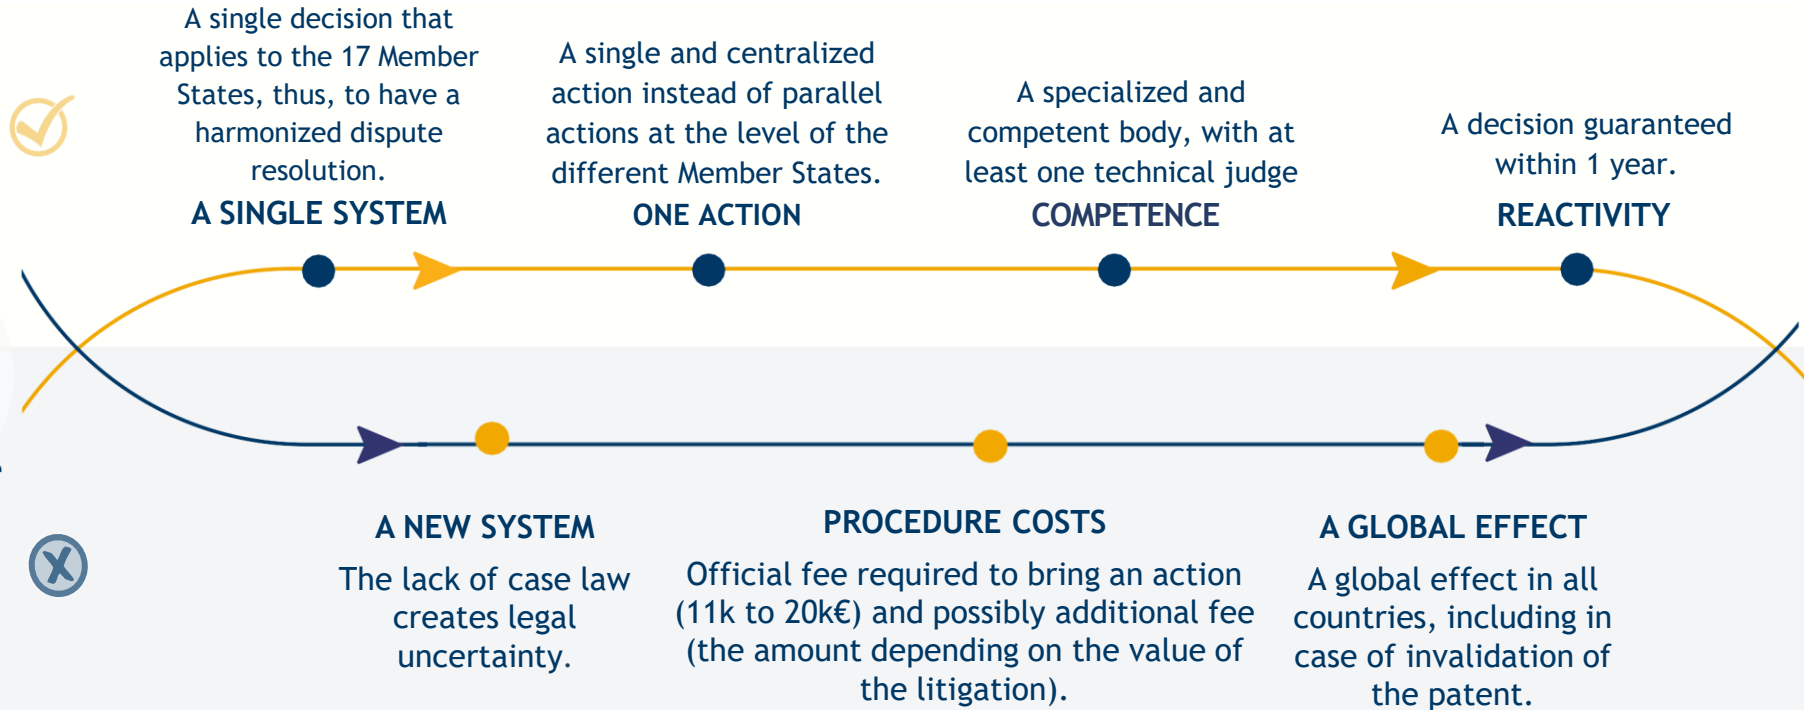 A single decision that
applies to the 17 Member
States, thus, to have a
harmonized dispute
resolution.
A SINGLE SYSTEM
A single and centralized
action instead of parallel
actions at the level of the
different Member States.
ONE ACTION
A specialized and
competent body, with at
least one technical judge
COMPETENCE
A decision guaranteed
within 1 year.
REACTIVITY
A NEW SYSTEM
The lack of case law
creates legal
uncertainty.
PROCEDURE COSTS
Official fee required to bring an action
(11k to 20k€) and possibly additional fee
(the amount depending on the value of
the litigation).
A GLOBAL EFFECT
A global effect in all
countries, including in
case of invalidation of
the patent.